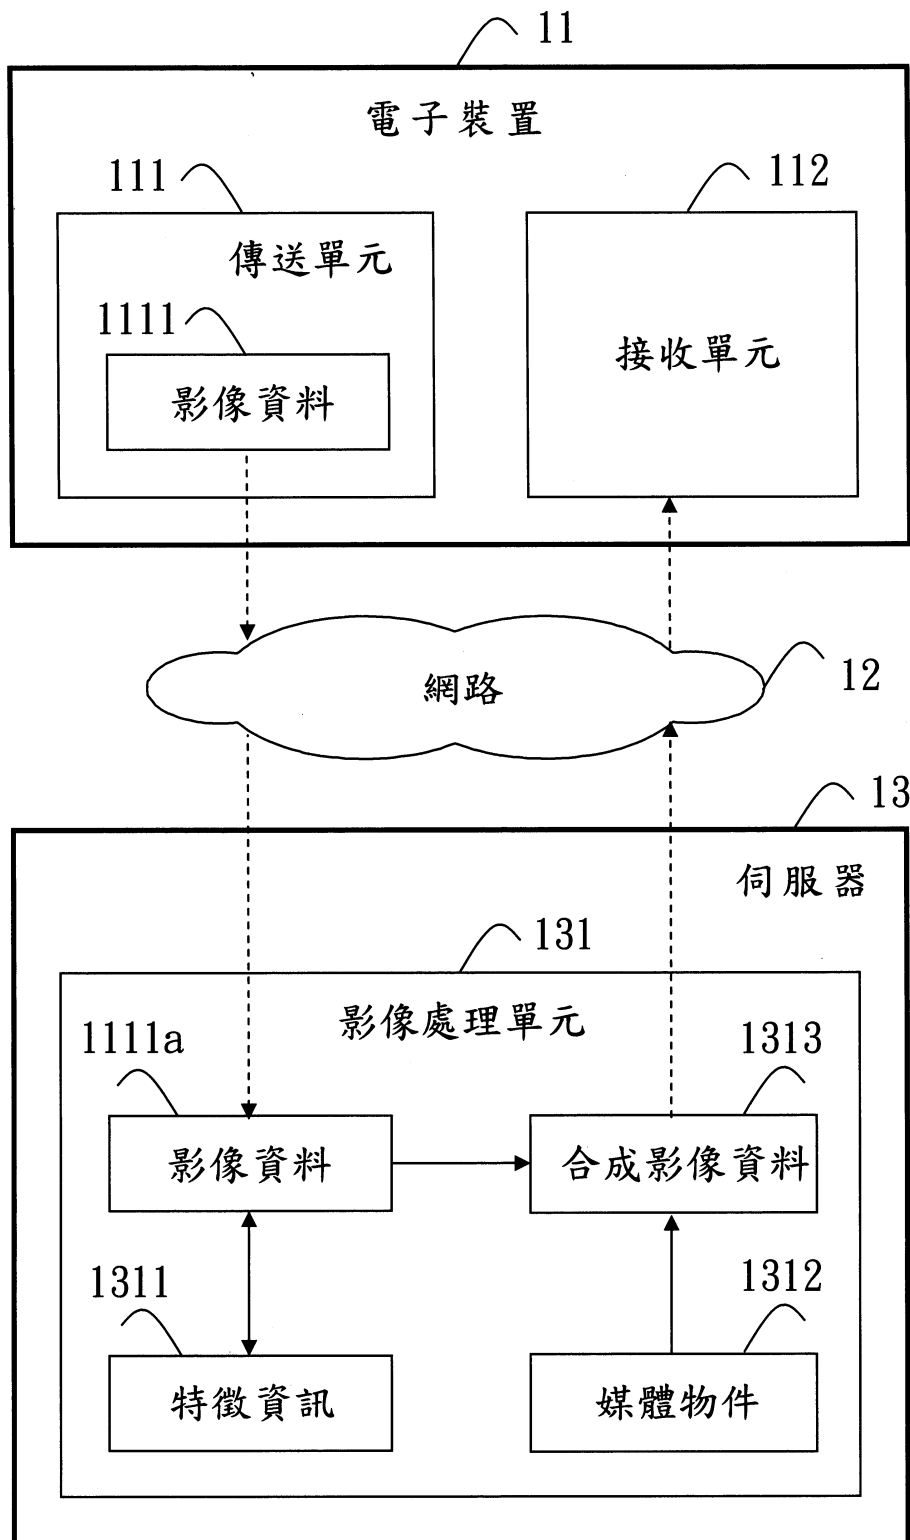 11
電子裝置
111
112
傳送單元
1111
影像資料
接收單元
網路
12
13
伺服器
131
影像處理單元
1111a
1313
影像資料
合成影像資料
1311
1312
特徵資訊
媒體物件